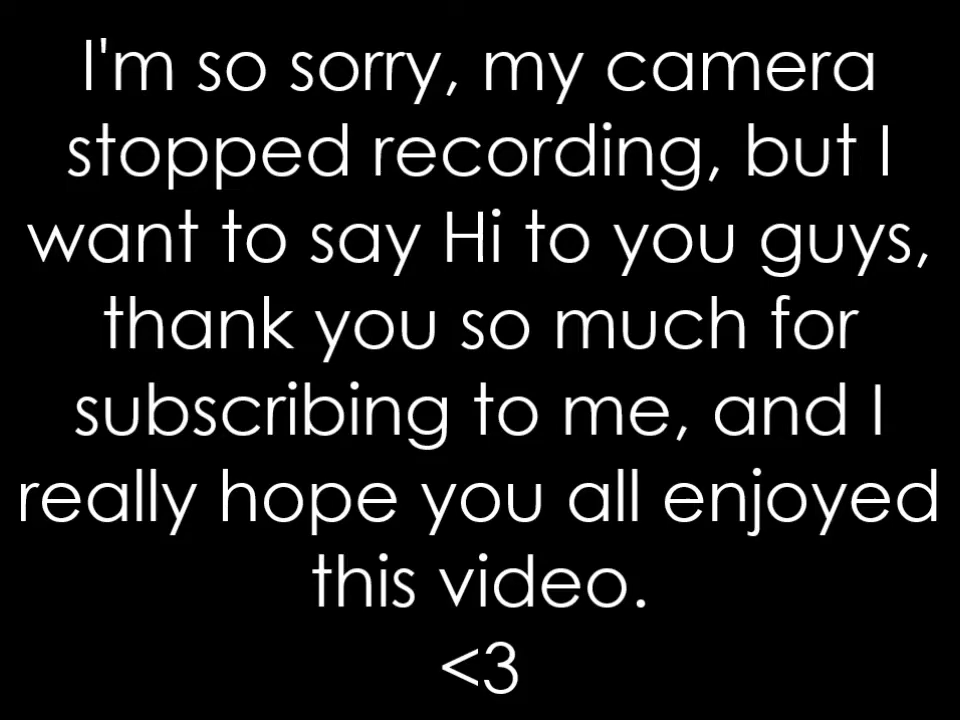 I'm so sorry, my camera
stopped recording, but I
want to say Hi to you guys,
thank you so much for
subscribing to me, and I
really hope you all enjoyed
this video.
<3